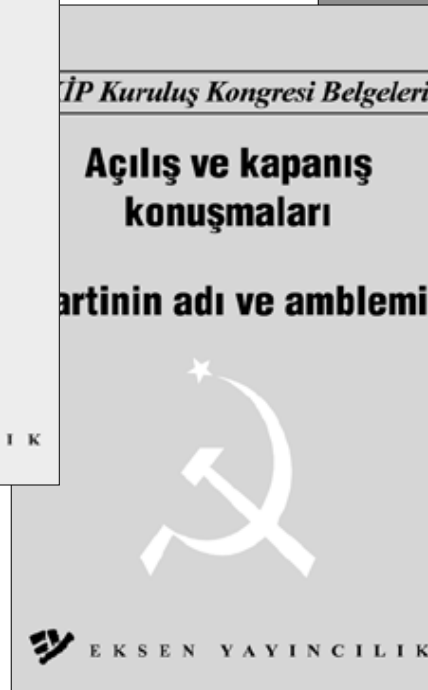 İP Kuruluş Kongresi Belgeleri
Açılış ve kapanış
konuşmaları
artinin adı ve amblemi
I K
EKSEN YAYINCILIK